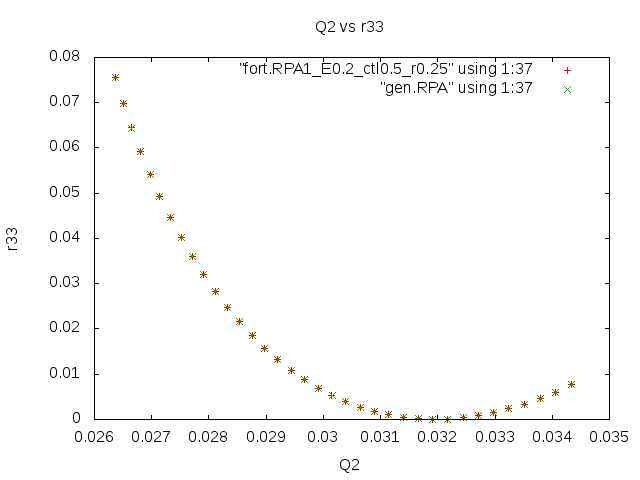 Q2 vs r33
"fort.RPA1_E0.2_ctl0.5_r0.25" using 1:37
"gen.RPA" using 1:37
0.08
0.07
0.06
0.05
0.04
0.03
0.02
0.01
0
r33
0.026 0.027 0.028 0.029 0.03 0.031 0.032 0.033 0.034 0.035
Q2